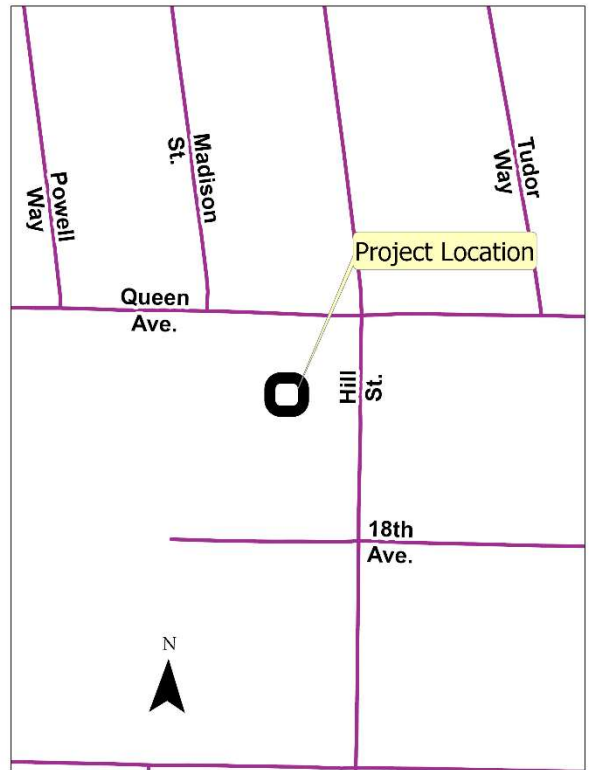 Madison
St.
Tudor
Way
Powell
Way
Project Location
Queen
Ave.
Hill
St.
18th
Ave.
N